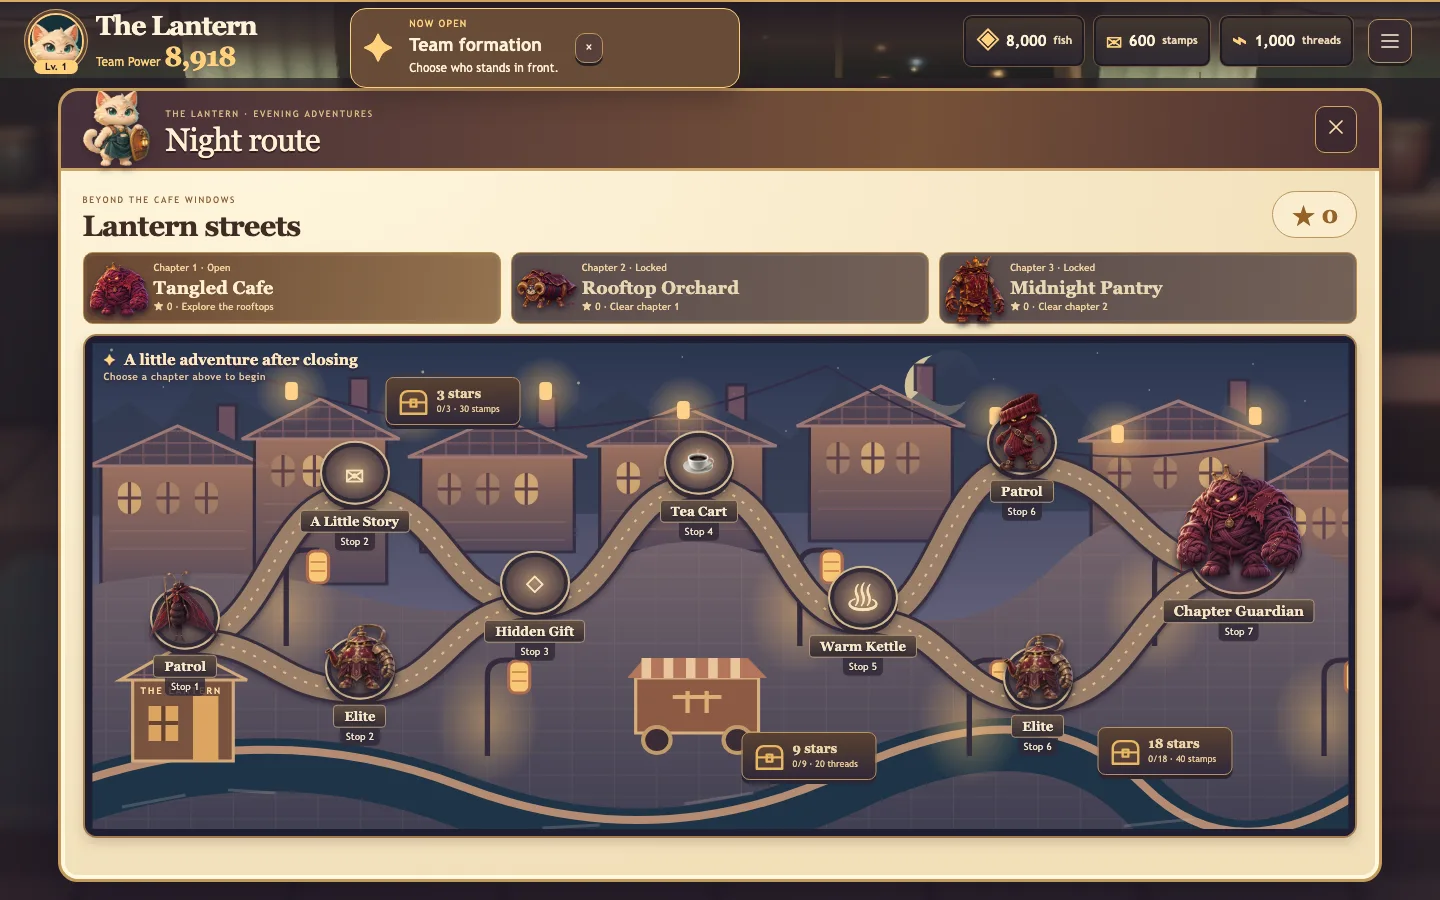 The Lantern
Team Power 8,918
Lv. 1
NOW OPEN
Team formation
Choose who stands in front.
×
8,000 fish
600 stamps
1,000 threads
THE LANTERN · EVENING ADVENTURES
Night route
BEYOND THE CAFE WINDOWS
Lantern streets
★ 0
Chapter 1 · Open
Tangled Cafe
★ 0 · Explore the rooftops
Chapter 2 · Locked
Rooftop Orchard
★ 0 · Clear chapter 1
Chapter 3 · Locked
Midnight Pantry
★ 0 · Clear chapter 2
A little adventure after closing
Choose a chapter above to begin
3 stars
0/3 · 30 stamps
Patrol
Stop 1
A Little Story
Stop 2
Elite
Stop 2
Hidden Gift
Stop 3
Tea Cart
Stop 4
Warm Kettle
Stop 5
Patrol
Stop 6
Elite
Stop 6
Chapter Guardian
Stop 7
9 stars
0/9 · 20 threads
18 stars
0/18 · 40 stamps